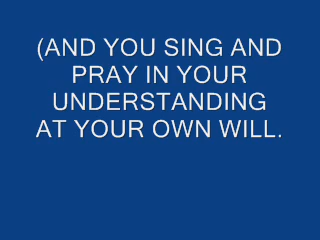 (AND YOU SING AND
PRAY IN YOUR
UNDERSTANDING
AT YOUR OWN WILL.